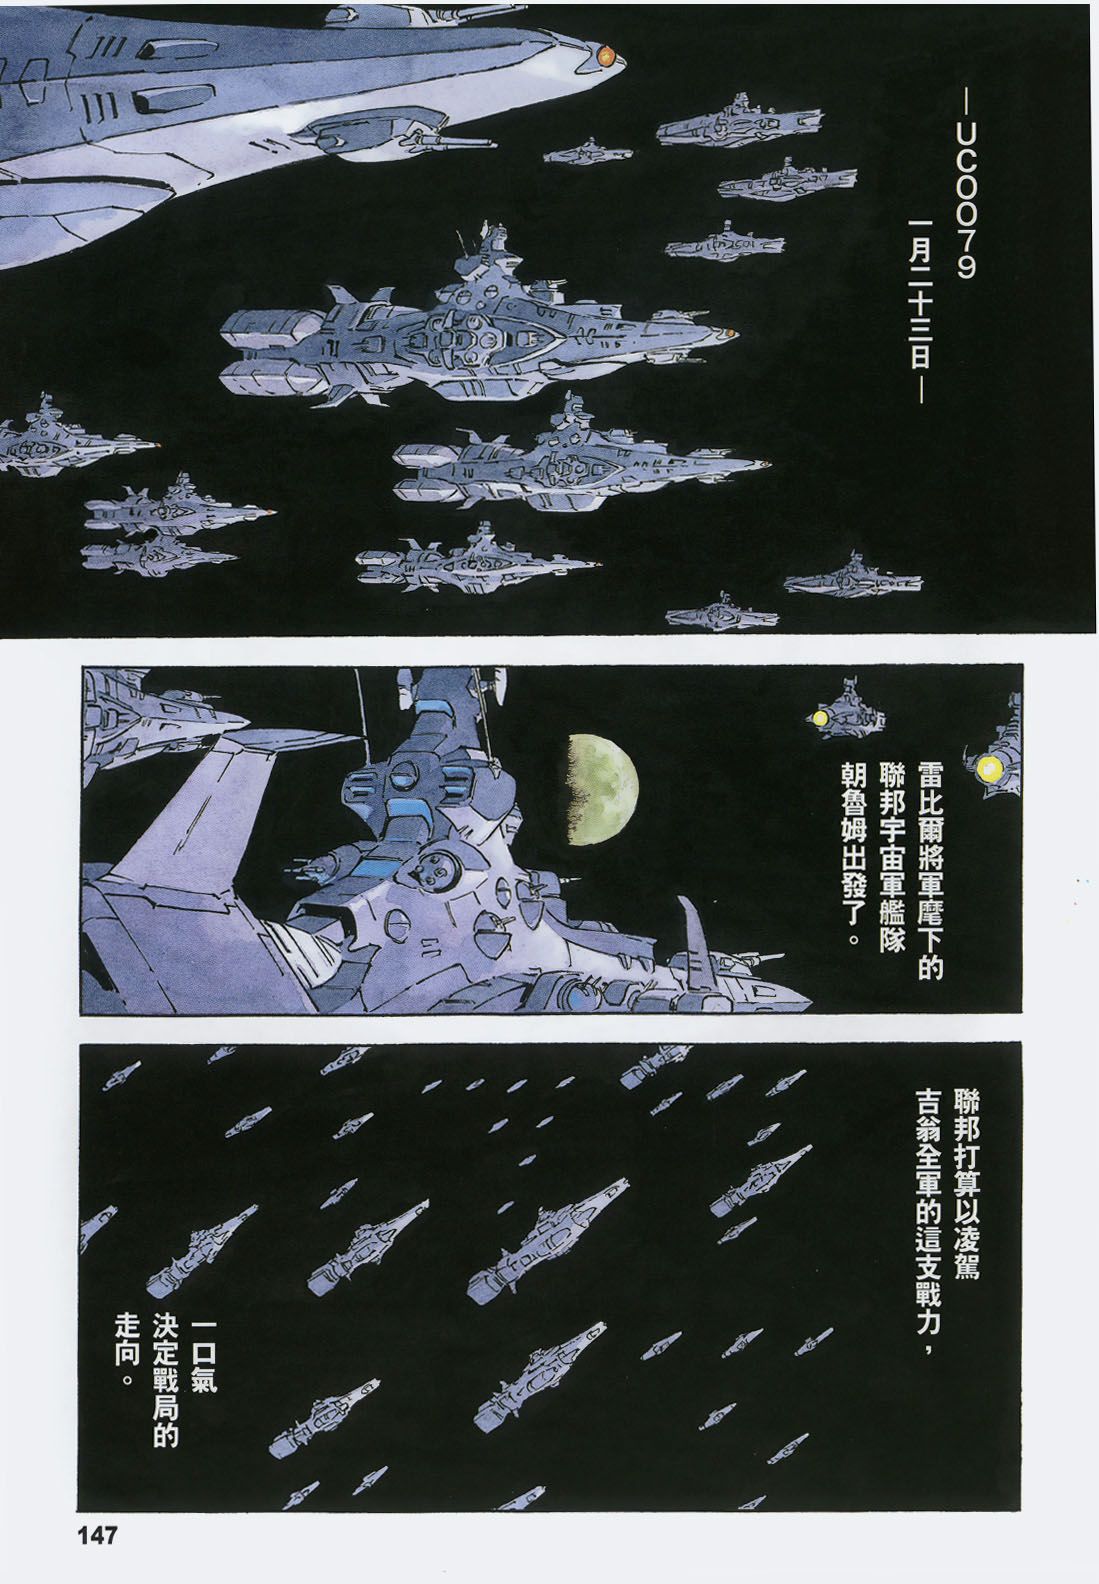 —UC0079
一月二十三日—
雷比爾將軍麾下的
聯邦宇宙軍艦隊
朝魯姆出發了。
聯邦打算以凌駕
吉翁全軍的這支戰力，
一口氣
決定戰局的
走向。
147